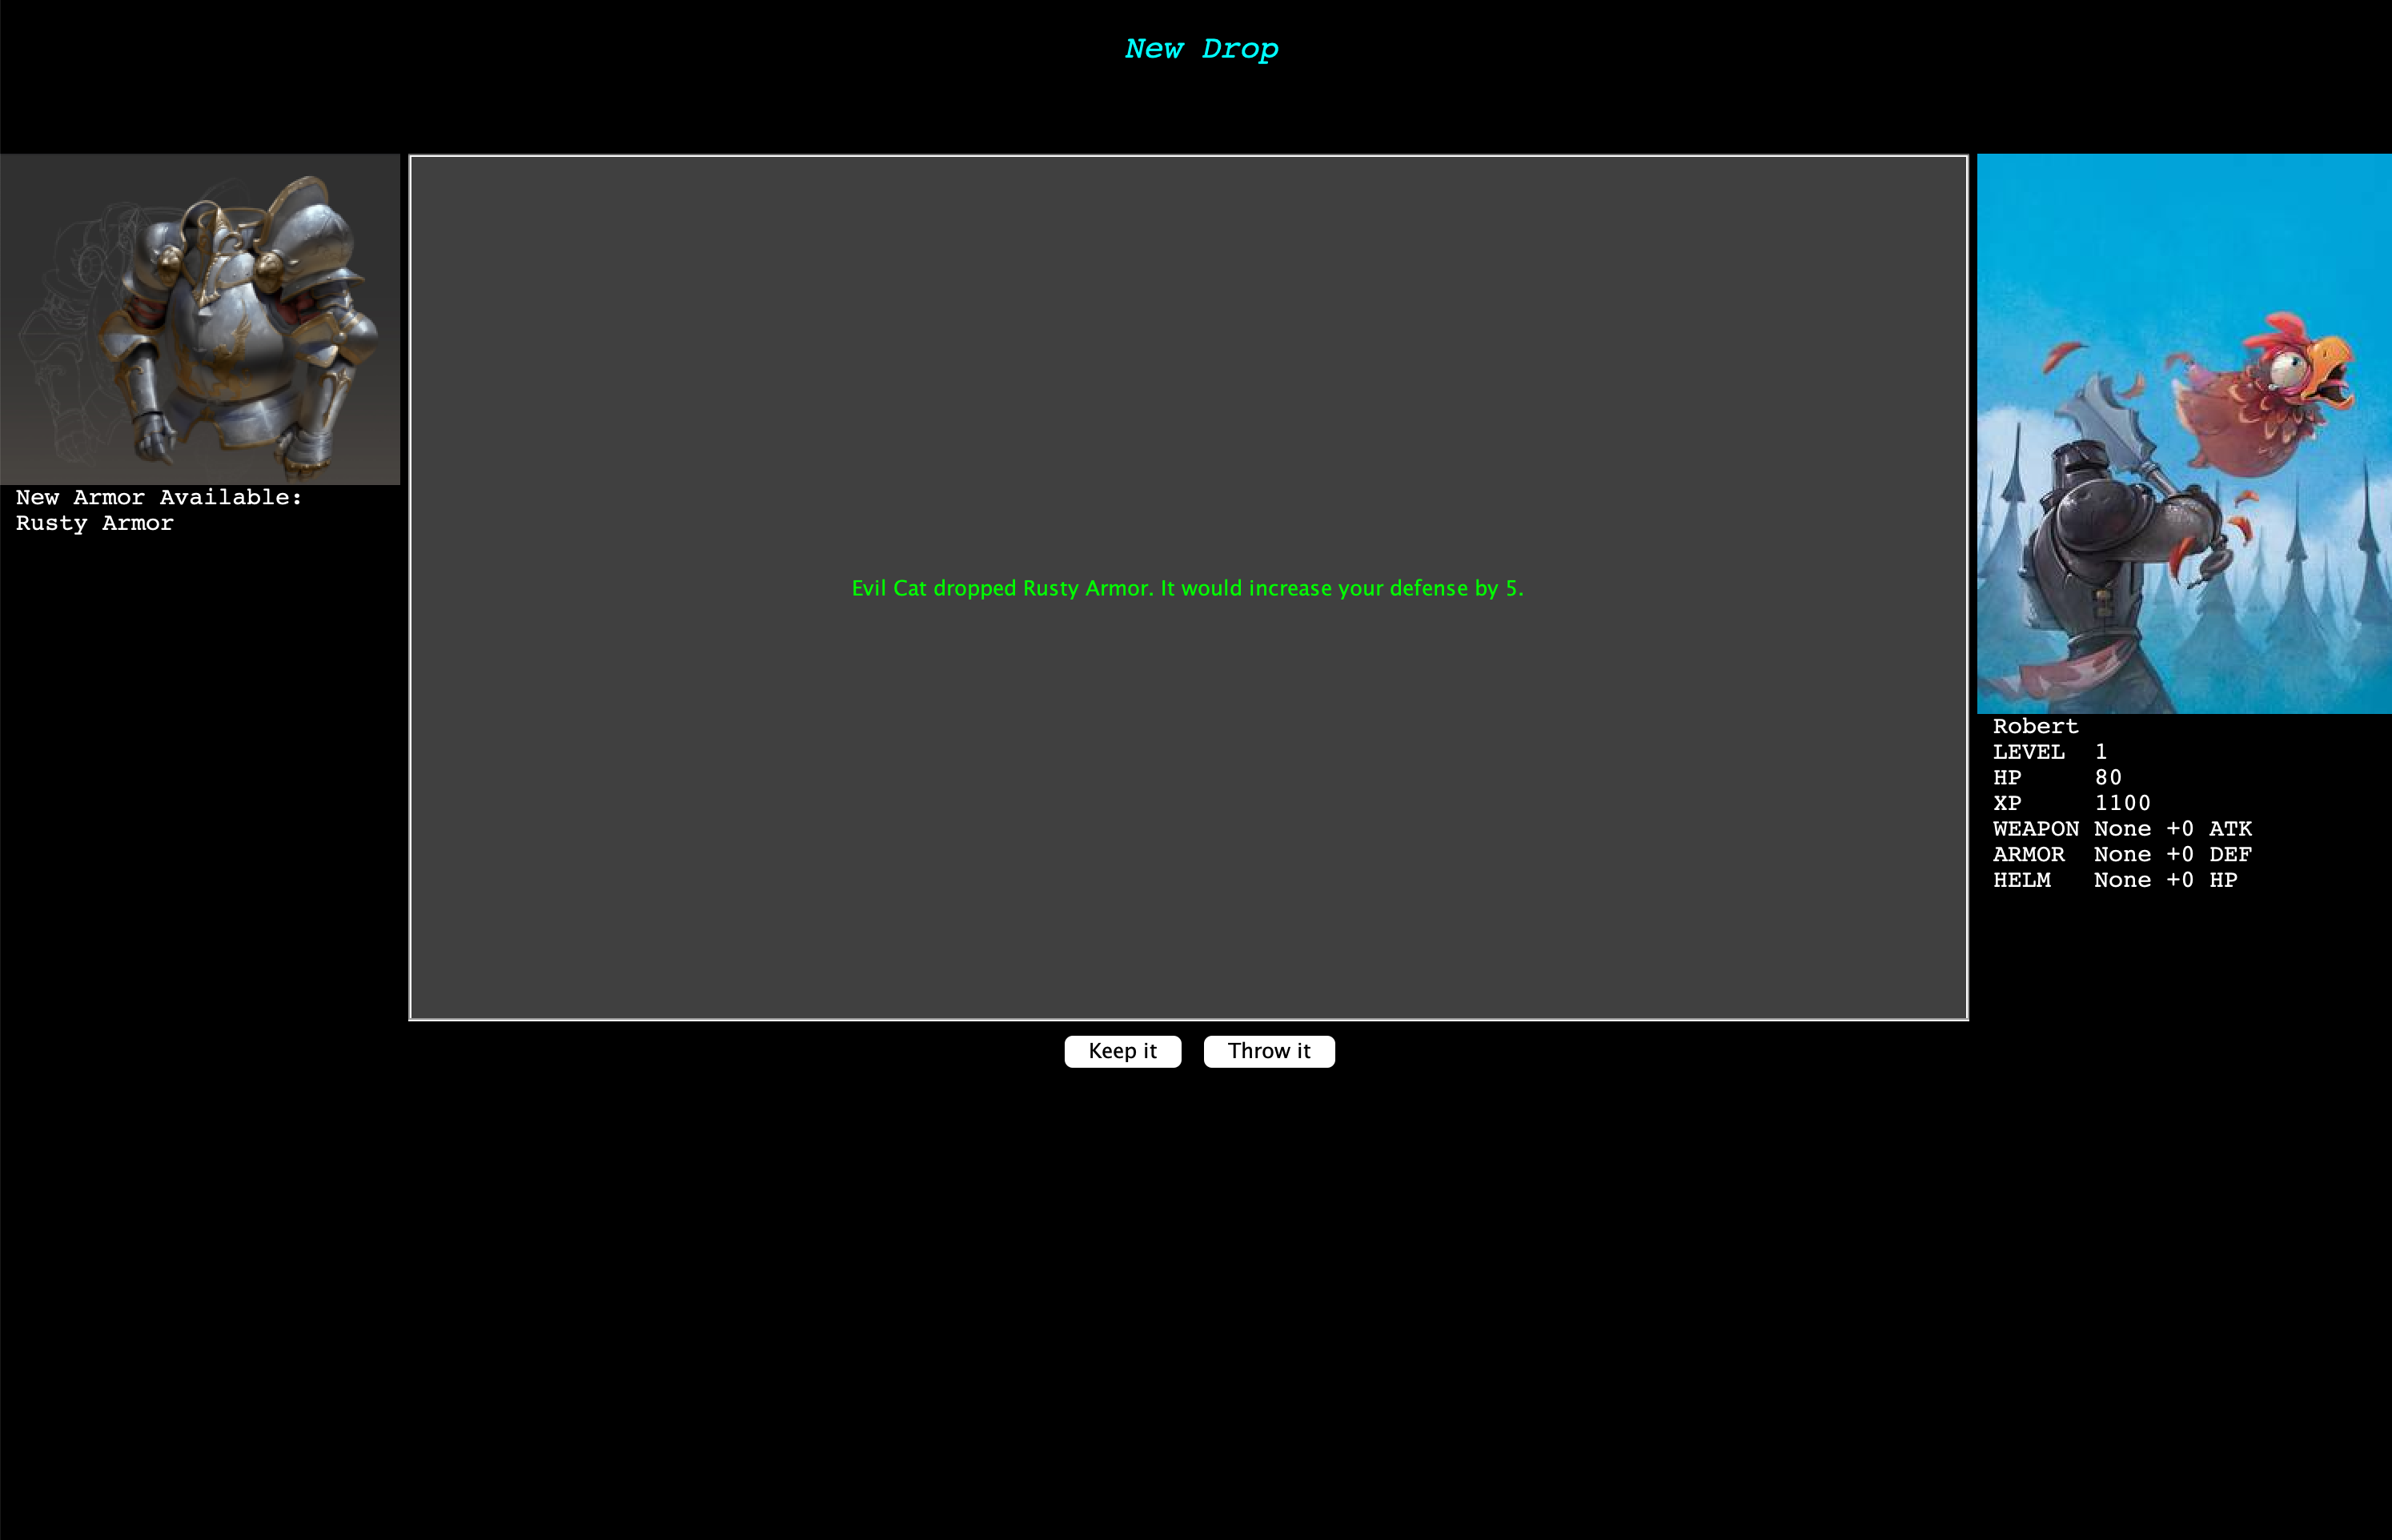 New Drop
New Armor Available:
Rusty Armor
Evil Cat dropped Rusty Armor. It would increase your defense by 5.
Robert
LEVEL 1
HP 80
XP 1100
WEAPON None +0 ATK
ARMOR None +0 DEF
HELM None +0 HP
Keep it
Throw it